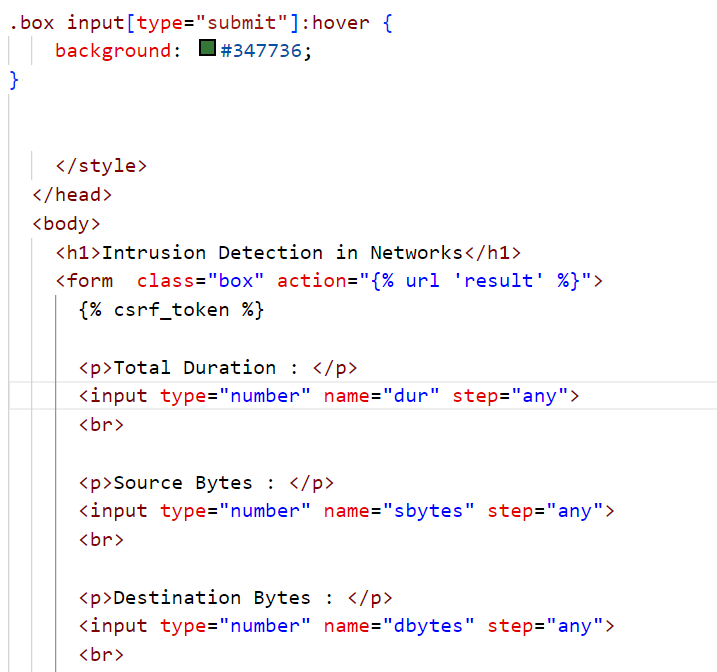 .box input[type="submit"]:hover {
background: #347736;
}
</style>
</head>
<body>
<h1>Intrusion Detection in Networks</h1>
<form  class="box" action="{% url 'result' %}">
{% csrf_token %}
<p>Total Duration : </p>
<input type="number" name="dur" step="any">
<br>
<p>Source Bytes : </p>
<input type="number" name="sbytes" step="any">
<br>
<p>Destination Bytes : </p>
<input type="number" name="dbytes" step="any">
<br>